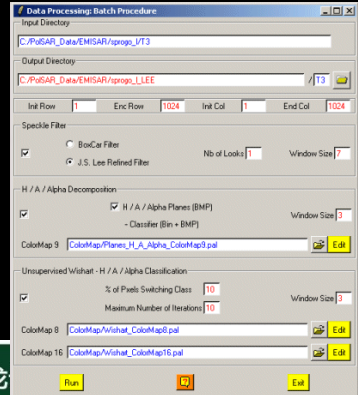 Data Processing: Batch Procedure
Input Directory
C:/PolSAR_Data/EMISAR/sprogo_I/T3
Output Directory
C:/PolSAR_Data/EMISAR/sprogo_I_LEE / T3
Init Row 1 Enc Row 1024 Init Col 1 End Col 1024
Speckle Filter
BoxCar Filter
J.S. Lee Refined Filter
Nb of Looks 1 Window Size 7
H / A / Alpha Decomposition
H / A / Alpha Planes (BMP)
- Classifier (Bin + BMP)
Window Size 3
ColorMap 9 ColorMap/Planes_H_A_Alpha_ColorMap9.pal Edit
Unsupervised Wishart - H / A / Alpha Classification
% of Pixels Switching Class 10
Maximum Number of Iterations 10
Window Size 3
ColorMap 8 ColorMap/Wishart_ColorMap8.pal Edit
ColorMap 16 ColorMap/Wishart_ColorMap16.pal Edit
Run ? Exit